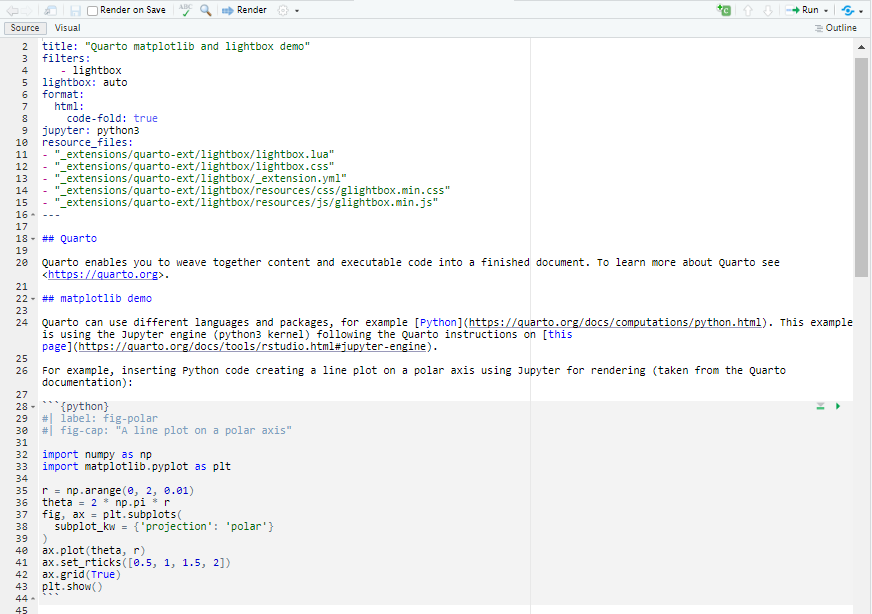 Render on Save ABC Render Run
Source Visual Outline
2 title: "Quarto matplotlib and lightbox demo"
3 filters:
4 - lightbox
5 lightbox: auto
6 format:
7 html:
8 code-fold: true
9 jupyter: python3
10 resource_files:
11 - "_extensions/quarto-ext/lightbox/lightbox.lua"
12 - "_extensions/quarto-ext/lightbox/lightbox.css"
13 - "_extensions/quarto-ext/lightbox/_extension.yml"
14 - "_extensions/quarto-ext/lightbox/resources/css/glightbox.min.css"
15 - "_extensions/quarto-ext/lightbox/resources/js/glightbox.min.js"
16 ---
17
18 ## Quarto
19
20 Quarto enables you to weave together content and executable code into a finished document. To learn more about Quarto see
<https://quarto.org>.
21
22 ## matplotlib demo
23
24 Quarto can use different languages and packages, for example [Python](https://quarto.org/docs/computations/python.html). This example
is using the Jupyter engine (python3 kernel) following the Quarto instructions on [this
page](https://quarto.org/docs/tools/rstudio.html#jupyter-engine).
25
26 For example, inserting Python code creating a line plot on a polar axis using Jupyter for rendering (taken from the Quarto
documentation):
27
28 ```{python}
29 #| label: fig-polar
30 #| fig-cap: "A line plot on a polar axis"
31
32 import numpy as np
33 import matplotlib.pyplot as plt
34
35 r = np.arange(0, 2, 0.01)
36 theta = 2 * np.pi * r
37 fig, ax = plt.subplots(
38 subplot_kw = {'projection': 'polar'}
39 )
40 ax.plot(theta, r)
41 ax.set_rticks([0.5, 1, 1.5, 2])
42 ax.grid(True)
43 plt.show()
44 ```
45